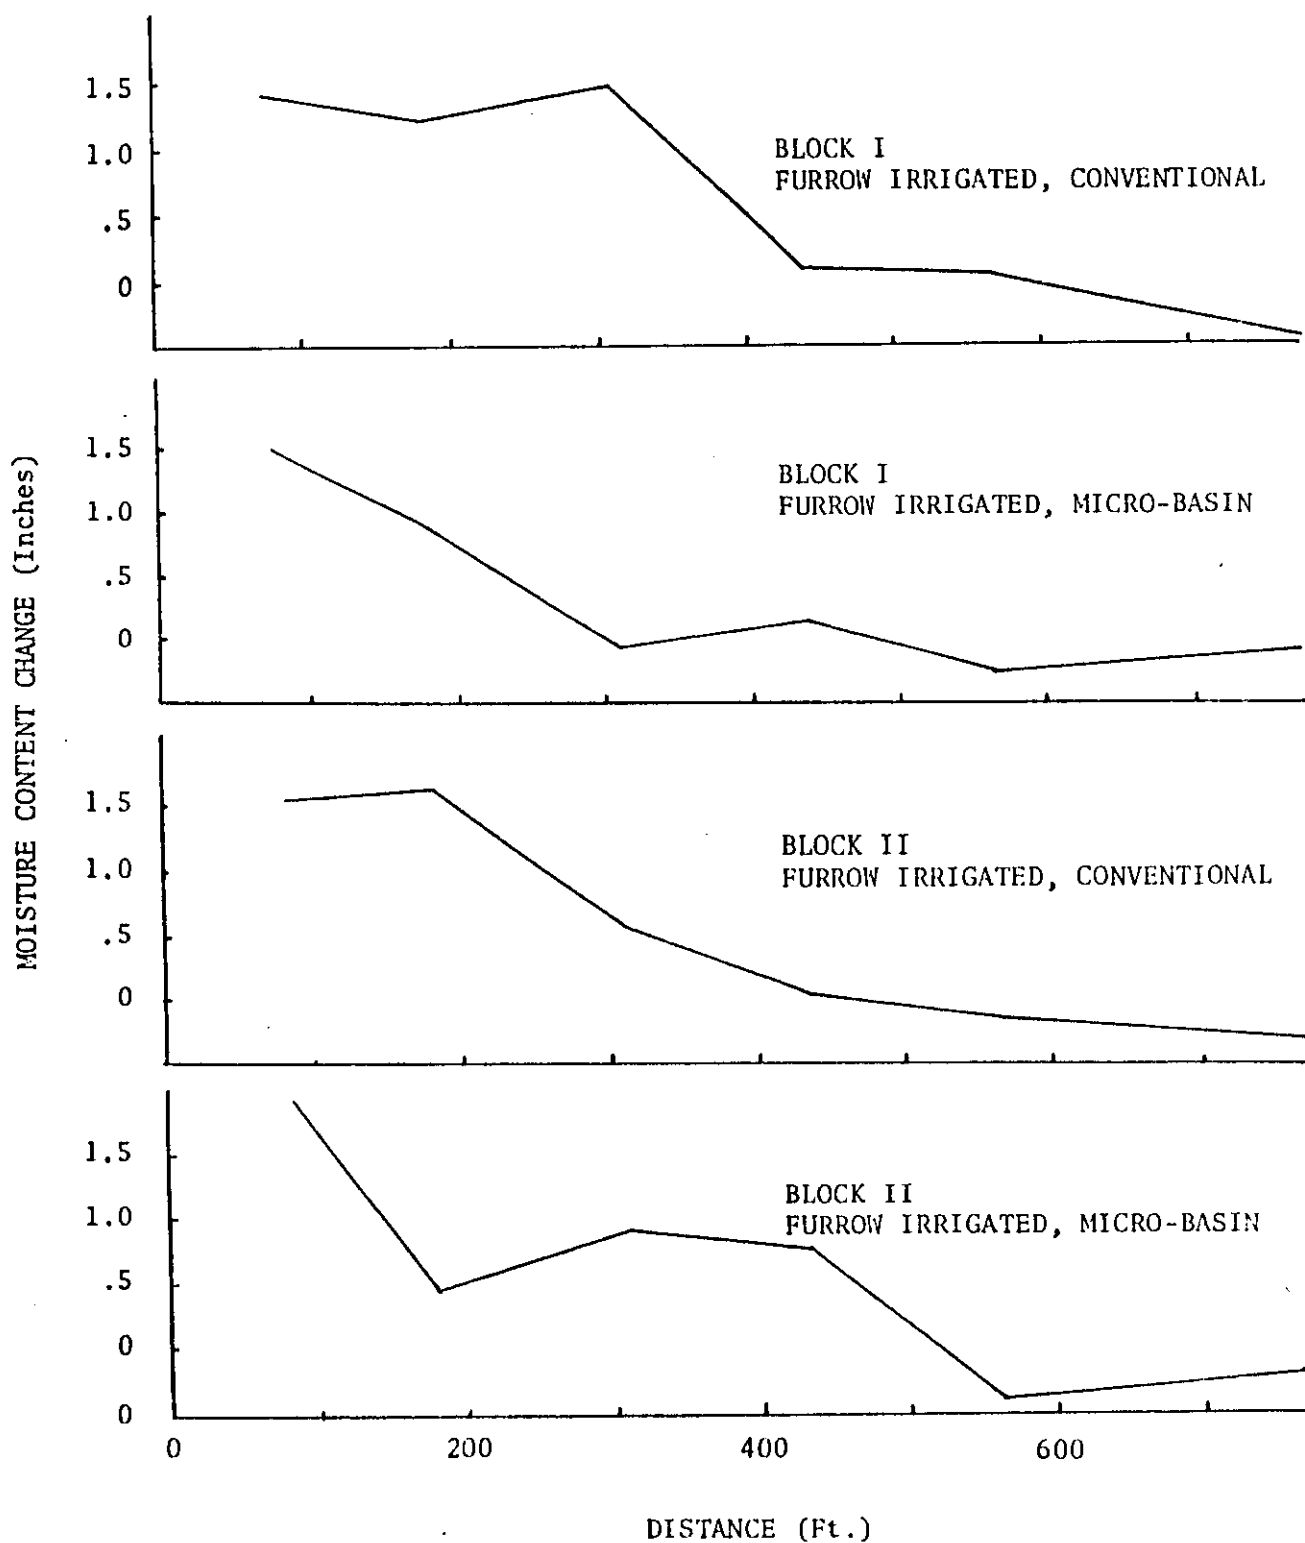 1.5
1.0
.5
0
BLOCK I
FURROW IRRIGATED, CONVENTIONAL
1.5
1.0
.5
0
BLOCK I
FURROW IRRIGATED, MICRO-BASIN
MOISTURE CONTENT CHANGE (Inches)
1.5
1.0
.5
0
BLOCK II
FURROW IRRIGATED, CONVENTIONAL
1.5
1.0
.5
0
0
BLOCK II
FURROW IRRIGATED, MICRO-BASIN
0 200 400 600
DISTANCE (Ft.)